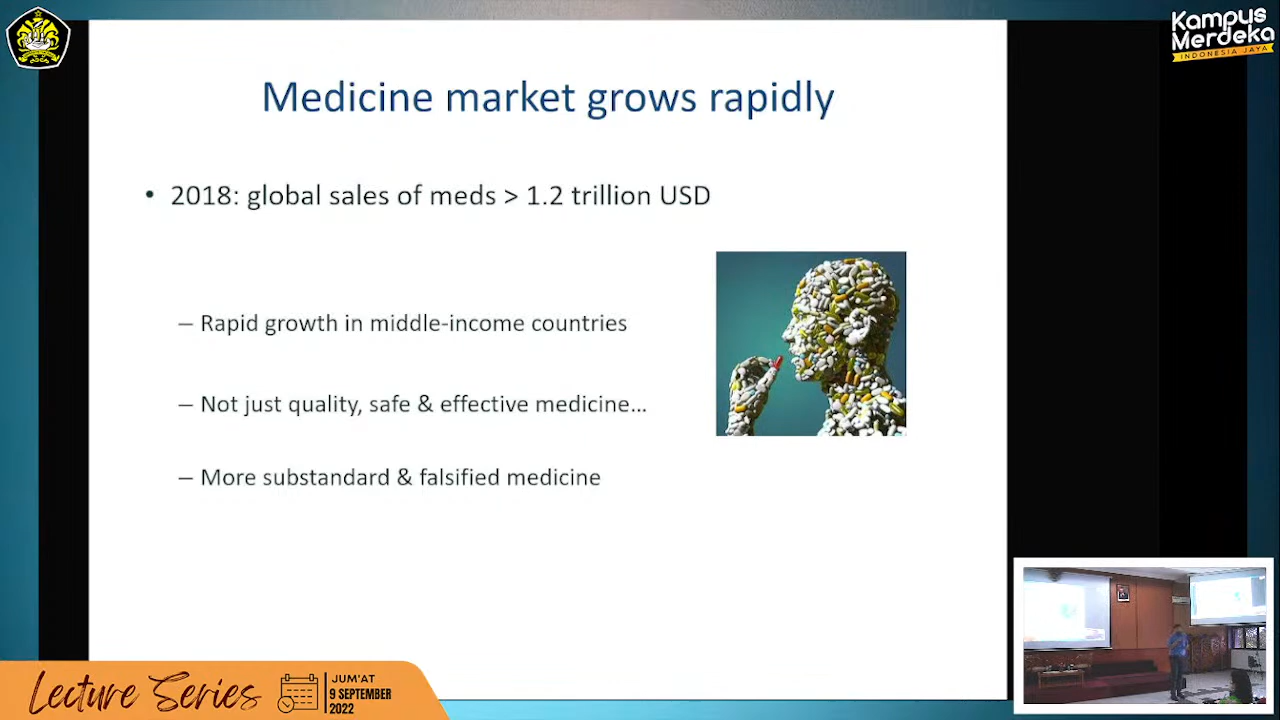 Kampus
Merdeka
INDONESIA JAYA
Medicine market grows rapidly
• 2018: global sales of meds > 1.2 trillion USD
– Rapid growth in middle-income countries
– Not just quality, safe & effective medicine…
– More substandard & falsified medicine
Lecture Series
JUM'AT
9 SEPTEMBER
2022